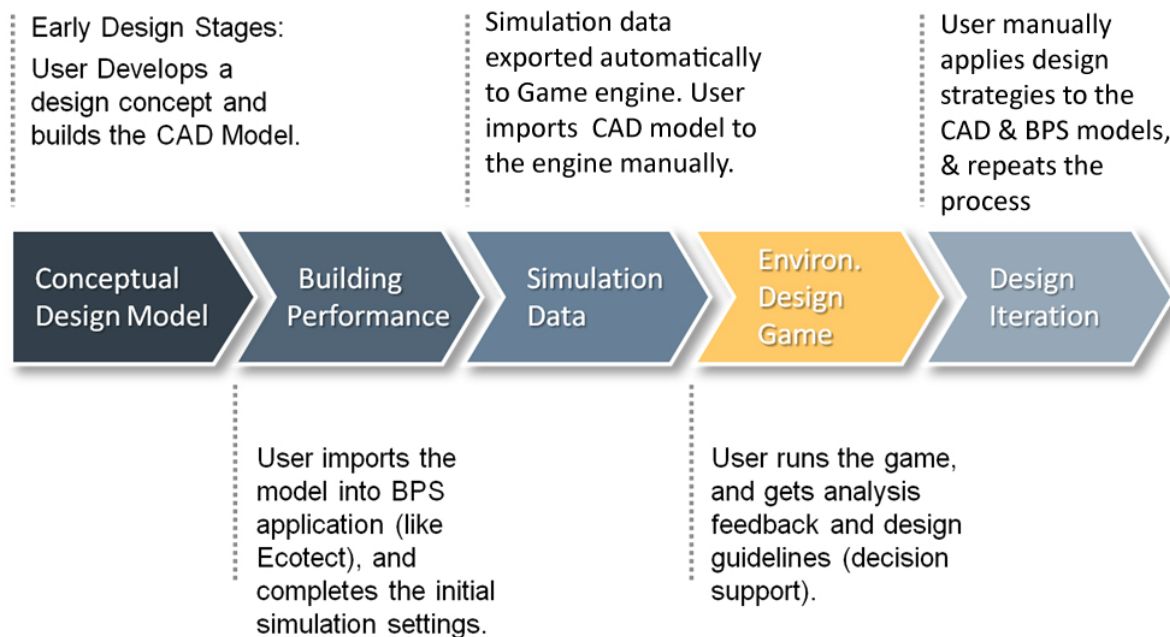 Early Design Stages:
User Develops a
design concept and
builds the CAD Model.
Simulation data
exported automatically
to Game engine. User
imports CAD model to
the engine manually.
User manually
applies design
strategies to the
CAD & BPS models,
& repeats the
process
Conceptual
Design Model
Building
Performance
Simulation
Data
Environ.
Design
Game
Design
Iteration
User imports the
model into BPS
application (like
Ecotect), and
completes the initial
simulation settings.
User runs the game,
and gets analysis
feedback and design
guidelines (decision
support).